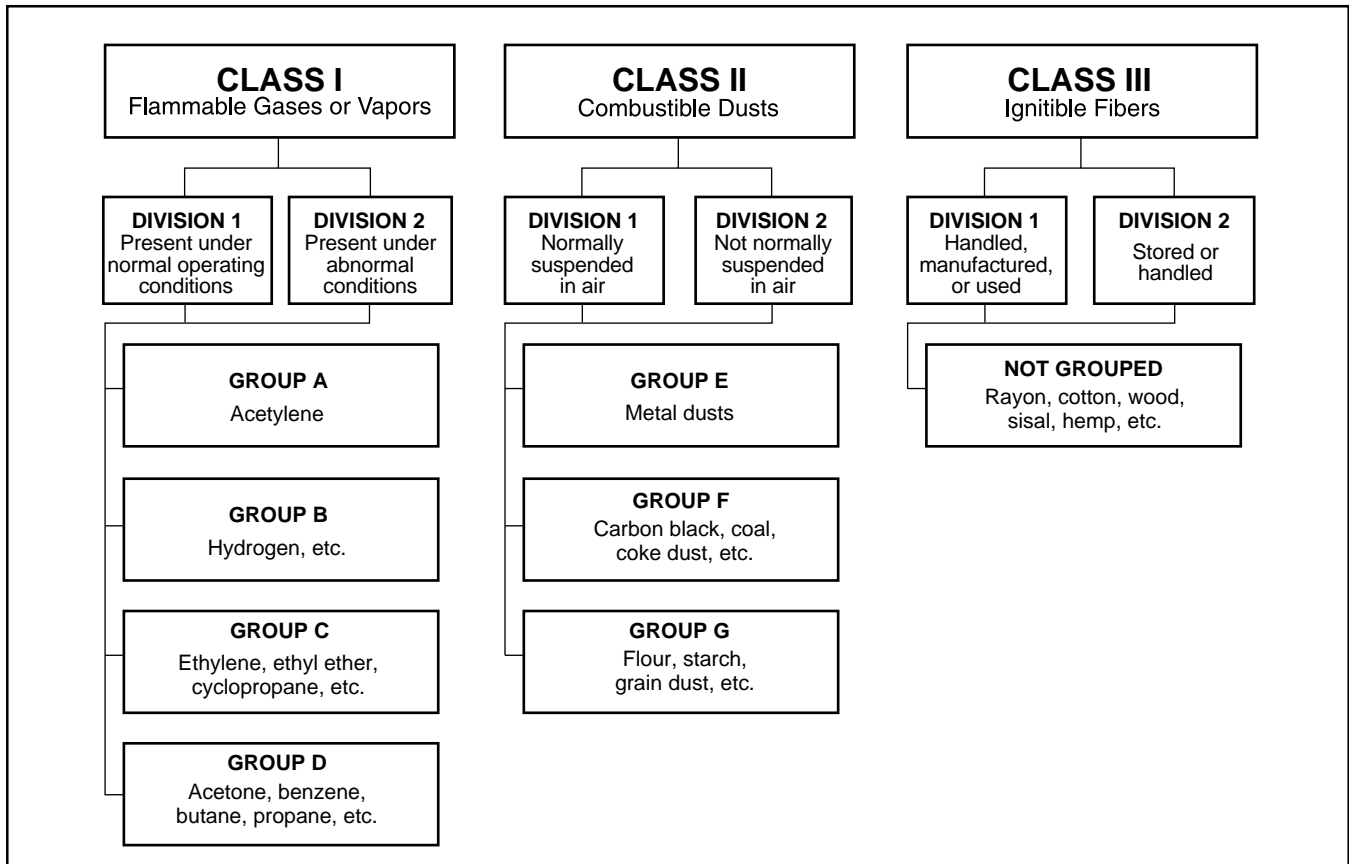 CLASS I
Flammable Gases or Vapors
DIVISION 1
Present under
normal operating
conditions
DIVISION 2
Present under
abnormal
conditions
GROUP A
Acetylene
GROUP B
Hydrogen, etc.
GROUP C
Ethylene, ethyl ether,
cyclopropane, etc.
GROUP D
Acetone, benzene,
butane, propane, etc.
CLASS II
Combustible Dusts
DIVISION 1
Normally
suspended
in air
DIVISION 2
Not normally
suspended
in air
GROUP E
Metal dusts
GROUP F
Carbon black, coal,
coke dust, etc.
GROUP G
Flour, starch,
grain dust, etc.
CLASS III
Ignitible Fibers
DIVISION 1
Handled,
manufactured,
or used
DIVISION 2
Stored or
handled
NOT GROUPED
Rayon, cotton, wood,
sisal, hemp, etc.